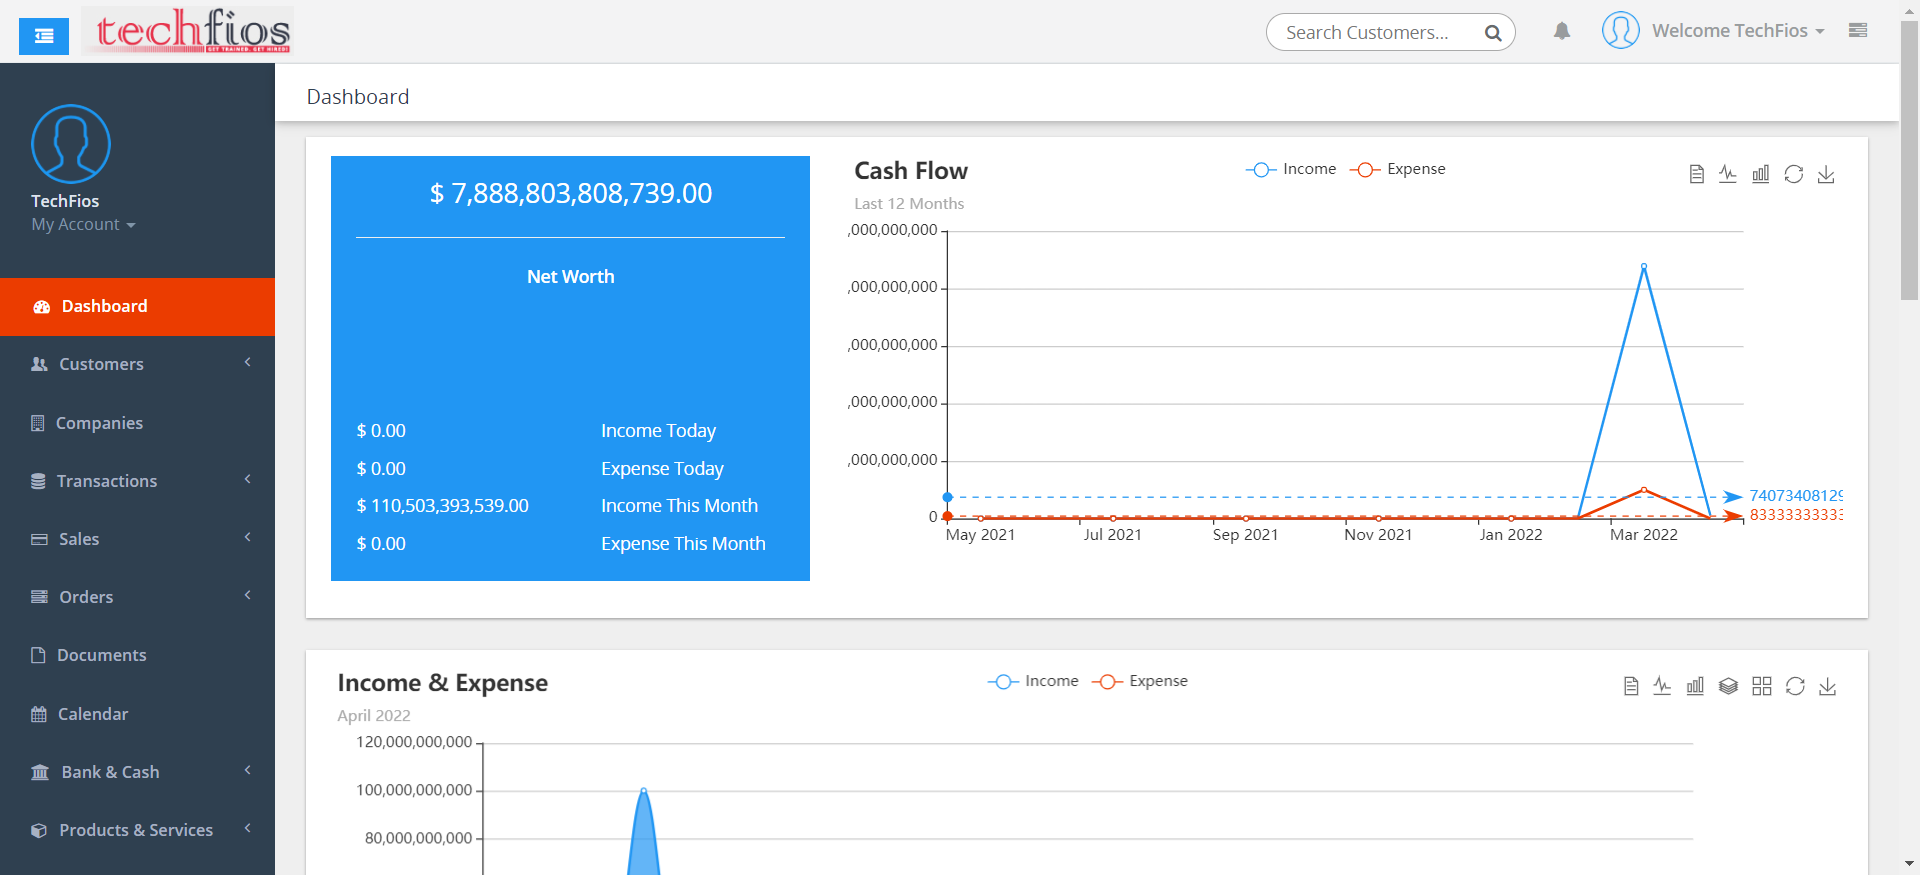 techfios
GET TRAINED. GET HIRED!
Search Customers...
Welcome TechFios
TechFios
My Account
Dashboard
Customers
Companies
Transactions
Sales
Orders
Documents
Calendar
Bank & Cash
Products & Services
Dashboard
$ 7,888,803,808,739.00
Net Worth
$ 0.00 Income Today
$ 0.00 Expense Today
$ 110,503,393,539.00 Income This Month
$ 0.00 Expense This Month
Cash Flow
Last 12 Months
Income Expense
,000,000,000
,000,000,000
,000,000,000
,000,000,000
,000,000,000
0
74073408129
83333333333
May 2021 Jul 2021 Sep 2021 Nov 2021 Jan 2022 Mar 2022
Income & Expense
April 2022
Income Expense
120,000,000,000
100,000,000,000
80,000,000,000